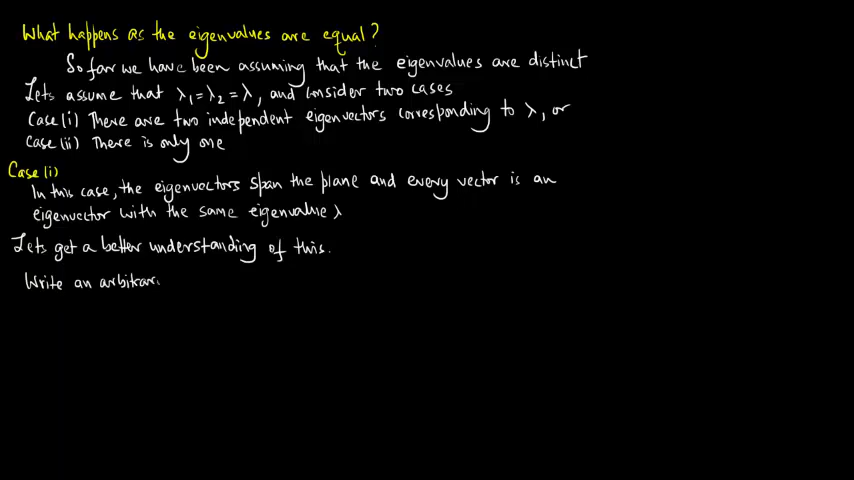 What happens as the eigenvalues are equal?
So far we have been assuming that the eigenvalues are distinct
Lets assume that λ₁ = λ₂ = λ, and consider two cases
Case (i) There are two independent eigenvectors corresponding to λ, or
Case (ii) There is only one
Case (i)
In this case, the eigenvectors span the plane and every vector is an
eigenvector with the same eigenvalue λ
Lets get a better understanding of this.
Write an arbitrar